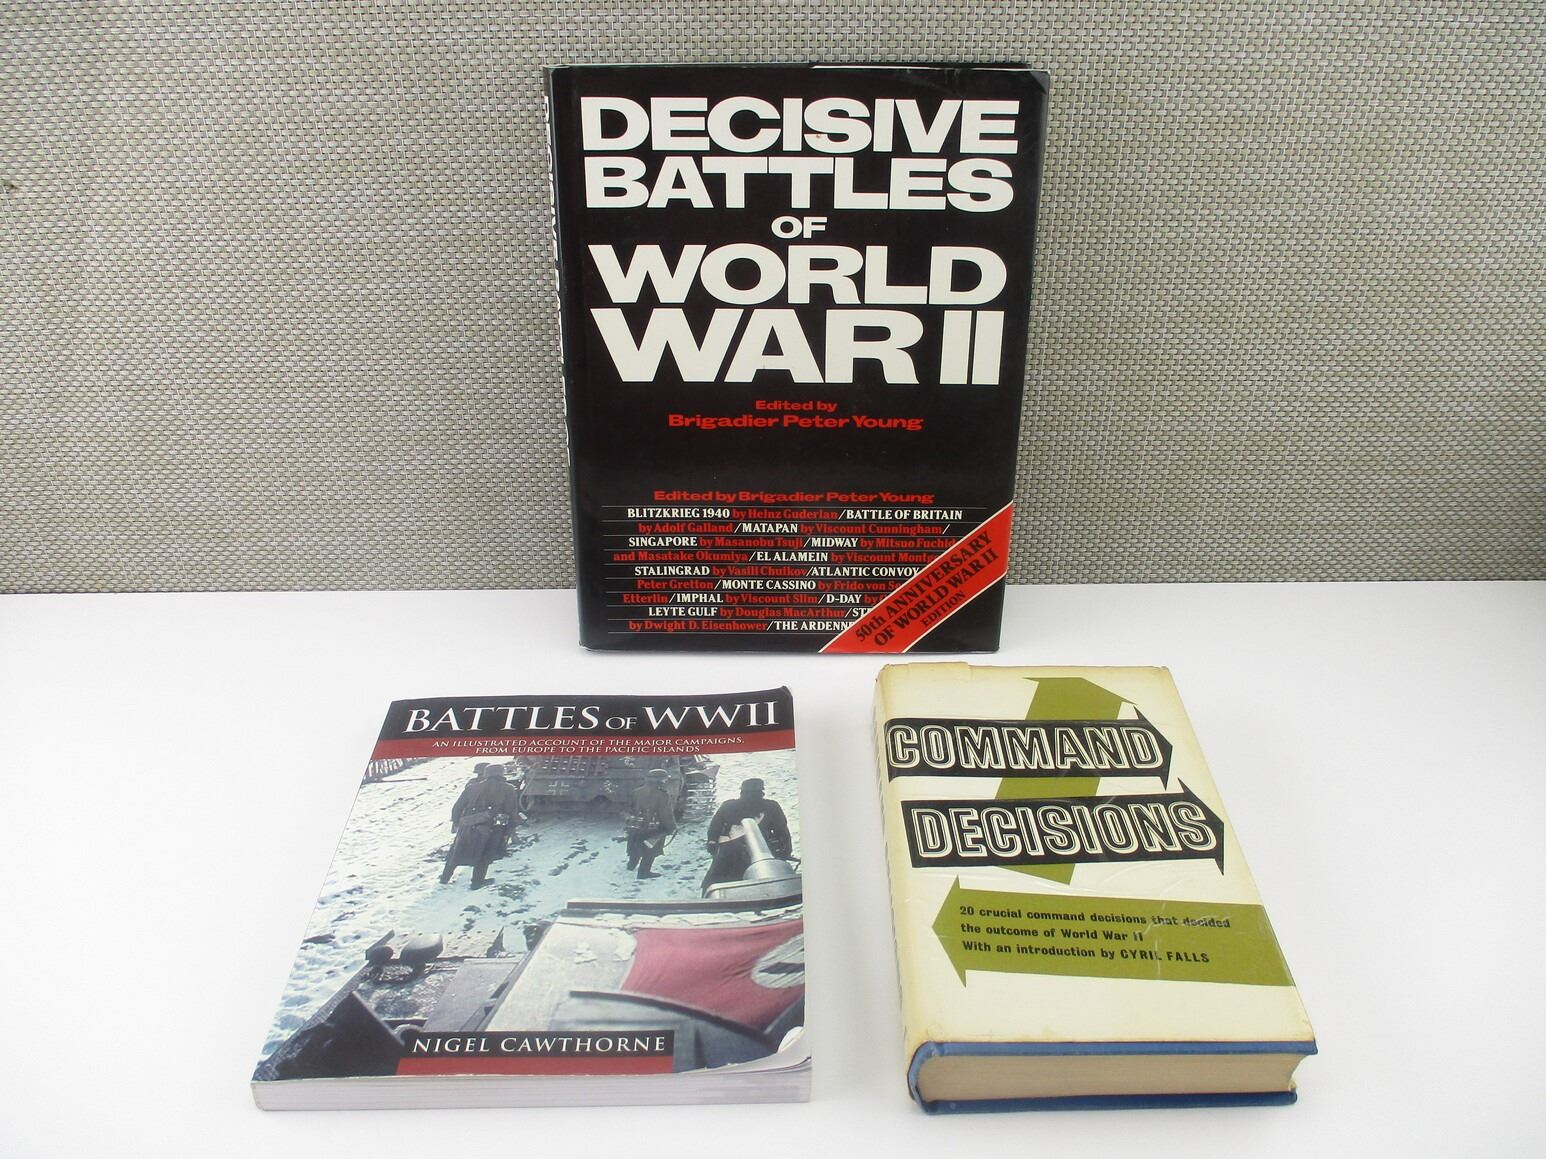 DECISIVE
BATTLES
OF
WORLD
WAR II
Edited by
Brigadier Peter Young
Edited by Brigadier Peter Young
BLITZKRIEG 1940 by Heinz Guderian/BATTLE OF BRITAIN
by Adolf Galland/MATAPAN by Viscount Cunningham/
SINGAPORE by Masanobu Tsuji/MIDWAY by Mitsuo
and Masatake Okumiya/EL ALAMEIN by Viscount
STALINGRAD by Vasili Chuikov/ATLANTIC CONVOY
Peter Gretton/MONTE CASSINO by Frido von
Etterlin/IMPHAL by Viscount Slim/D-DAY by
LEYTE GULF by Douglas MacArthur/
by Dwight D. Eisenhower/THE
50th ANNIVERSARY
OF WORLD WAR II
EDITION
BATTLES OF WWII
AN ILLUSTRATED ACCOUNT OF THE MAJOR CAMPAIGNS,
FROM EUROPE TO THE PACIFIC ISLANDS
NIGEL CAWTHORNE
COMMAND
DECISIONS
20 crucial command decisions that decided
the outcome of World War II
With an introduction by CYRIL FALLS